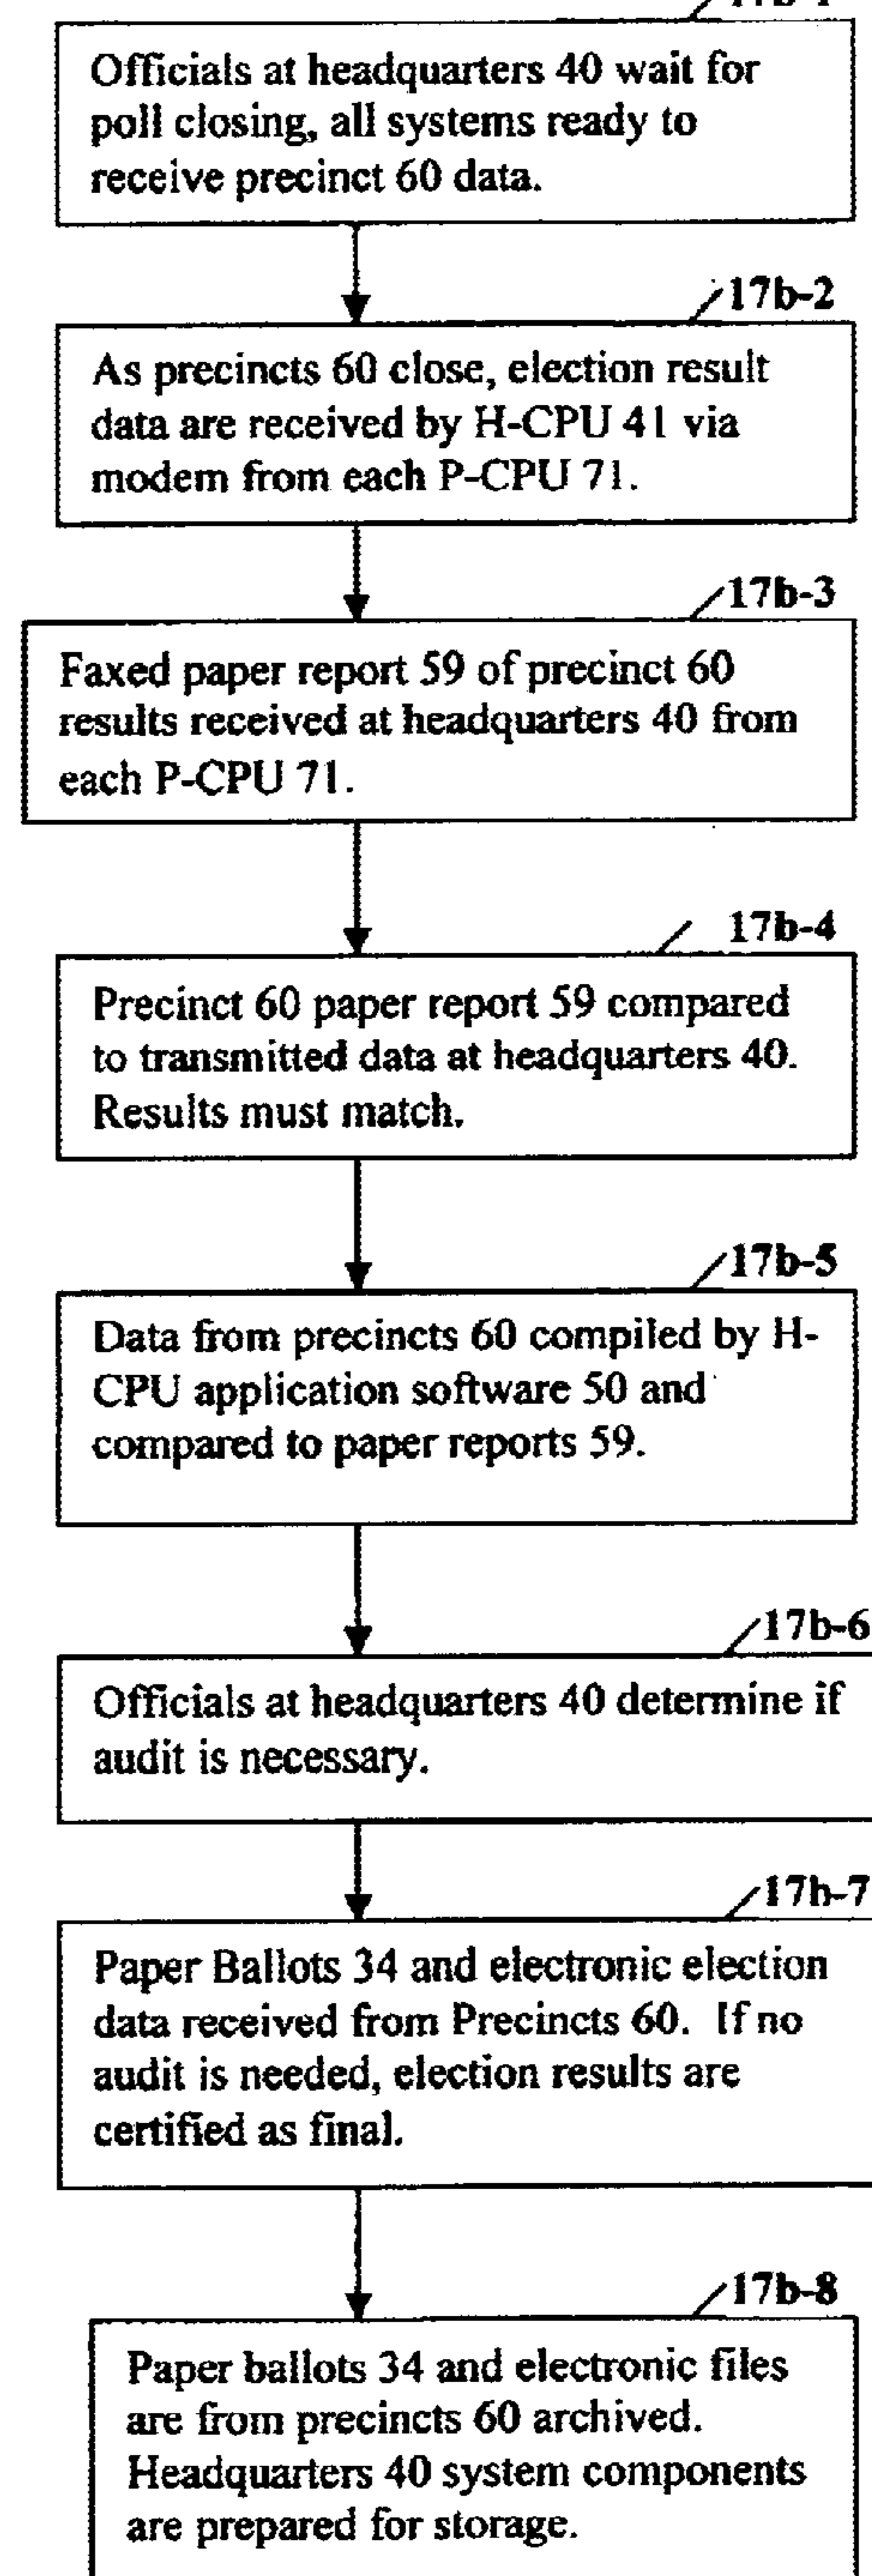 Officials at headquarters 40 wait for
poll closing, all systems ready to
receive precinct 60 data.
17b-2
As precincts 60 close, election result
data are received by H-CPU 41 via
modem from each P-CPU 71.
17b-3
Faxed paper report 59 of precinct 60
results received at headquarters 40 from
each P-CPU 71.
17b-4
Precinct 60 paper report 59 compared
to transmitted data at headquarters 40.
Results must match.
17b-5
Data from precincts 60 compiled by H-
CPU application software 50 and
compared to paper reports 59.
17b-6
Officials at headquarters 40 determine if
audit is necessary.
17b-7
Paper Ballots 34 and electronic election
data received from Precincts 60. If no
audit is needed, election results are
certified as final.
17b-8
Paper ballots 34 and electronic files
are from precincts 60 archived.
Headquarters 40 system components
are prepared for storage.